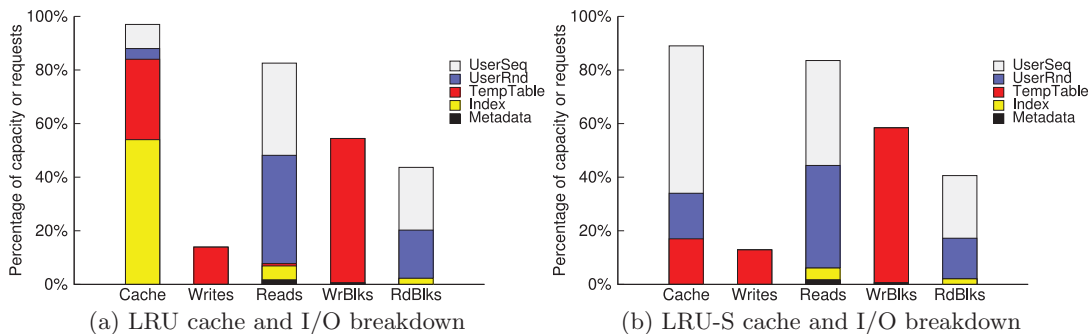 Percentage of capacity or requests
100%
80%
60%
40%
20%
0%
UserSeq
UserRnd
TempTable
Index
Metadata
Cache Writes Reads WrBlks RdBlks
(a) LRU cache and I/O breakdown
Percentage of capacity or requests
100%
80%
60%
40%
20%
0%
UserSeq
UserRnd
TempTable
Index
Metadata
Cache Writes Reads WrBlks RdBlks
(b) LRU-S cache and I/O breakdown